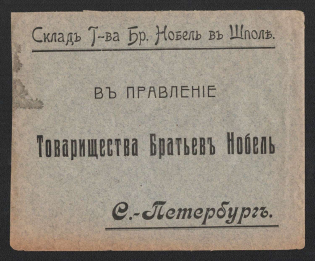 Складъ Т-ва Бр. Нобель въ Шполѣ.
ВЪ ПРАВЛЕНІЕ
Товарищества Братьевъ Нобель
С.-Петербургъ.